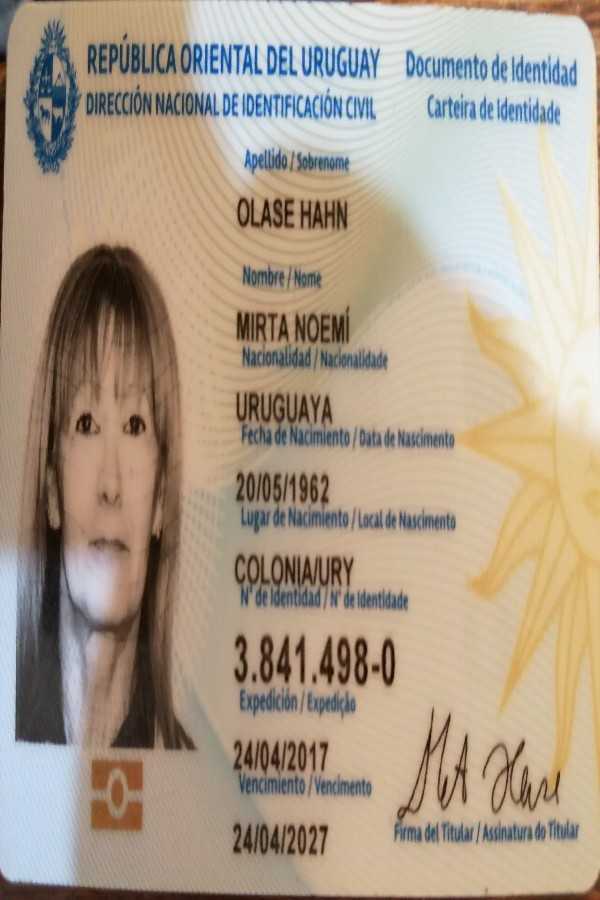 REPÚBLICA ORIENTAL DEL URUGUAY
Documento de Identidad
DIRECCIÓN NACIONAL DE IDENTIFICACIÓN CIVIL
Carteira de Identidade
Apellido / Sobrenome
OLASE HAHN
Nombre / Nome
MIRTA NOEMÍ
Nacionalidad / Nacionalidade
URUGUAYA
Fecha de Nacimiento / Data de Nascimento
20/05/1962
Lugar de Nacimiento / Local de Nascimento
COLONIA/URY
N° de Identidad / N° de Identidade
3.841.498-0
Expedición / Expedição
24/04/2017
Vencimiento / Vencimento
24/04/2027
Firma del Titular / Assinatura do Titular